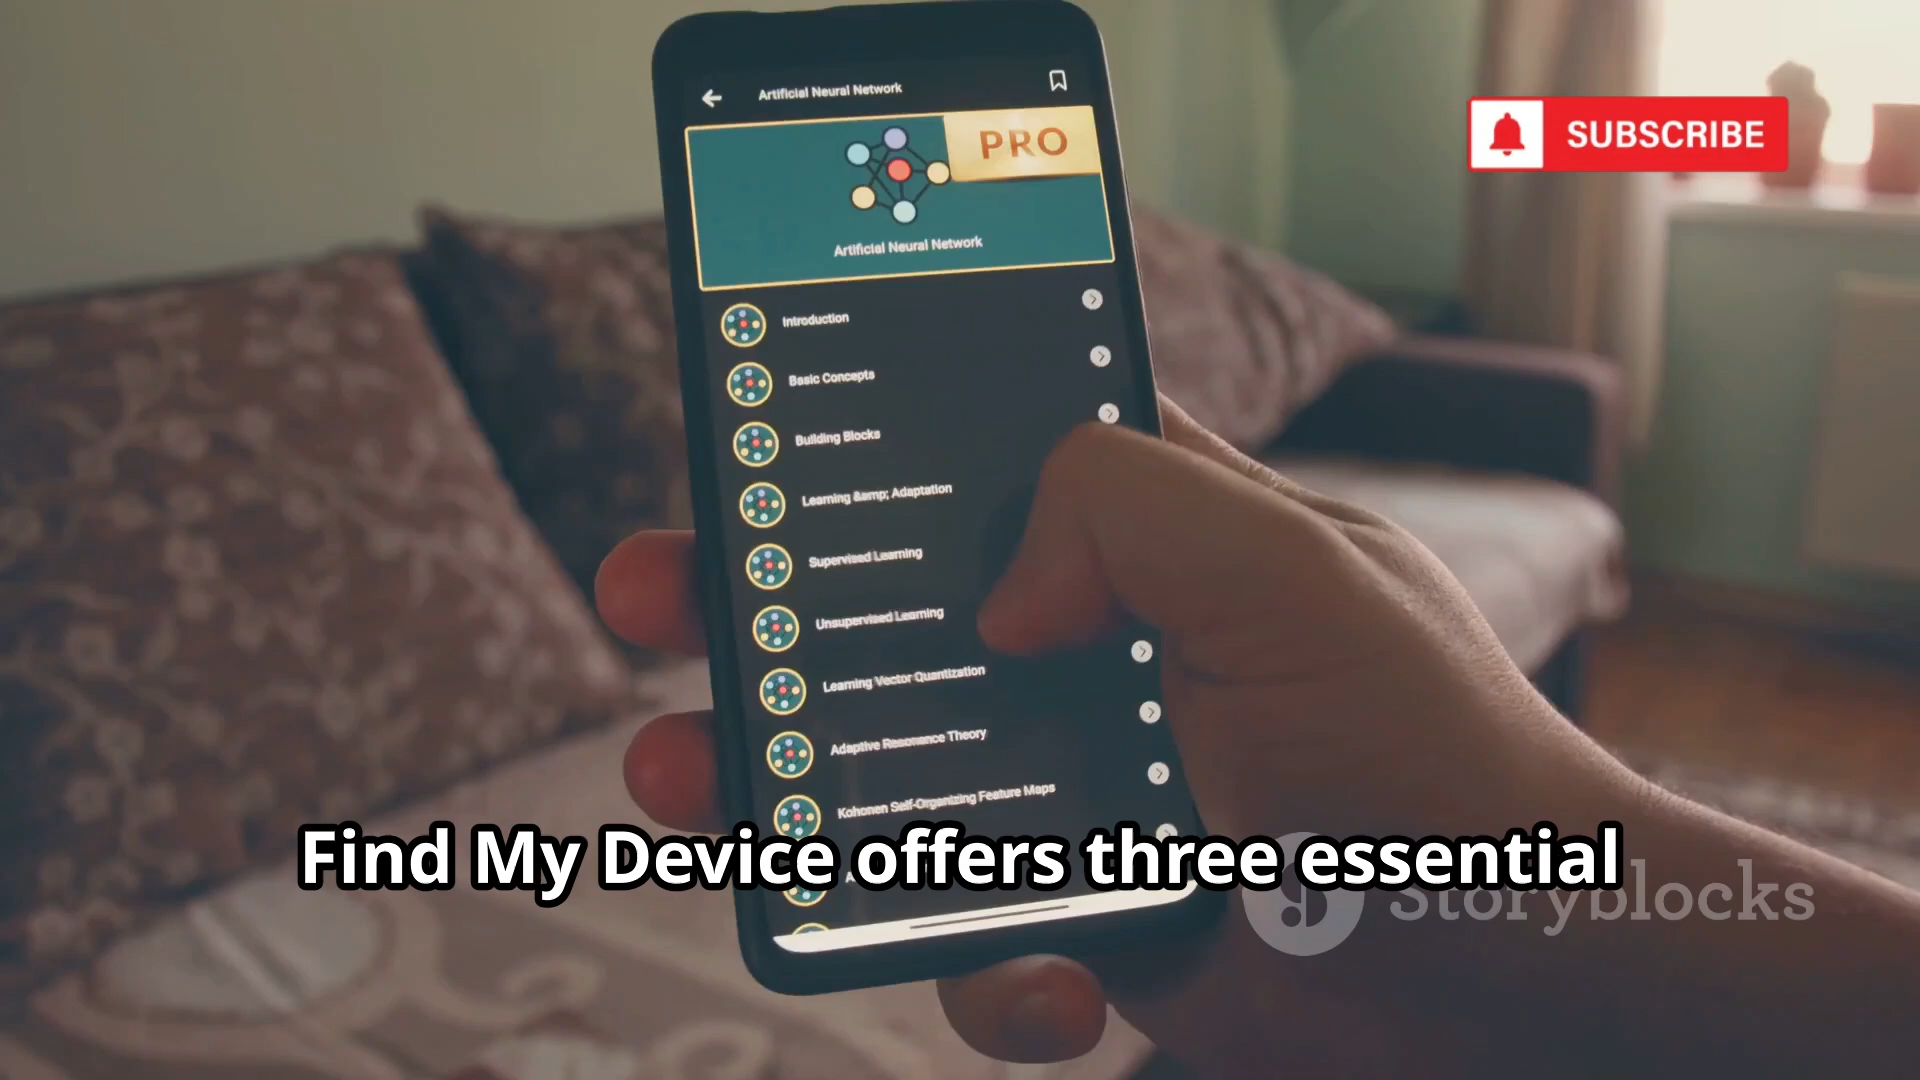 Artificial Neural Network
PRO
SUBSCRIBE
Artificial Neural Network
Introduction
Basic Concepts
Building Blocks
Learning &amp; Adaptation
Supervised Learning
Unsupervised Learning
Learning Vector Quantization
Adaptive Resonance Theory
Kohonen Self-Organizing Feature Maps
Find My Device offers three essential
Storyblocks